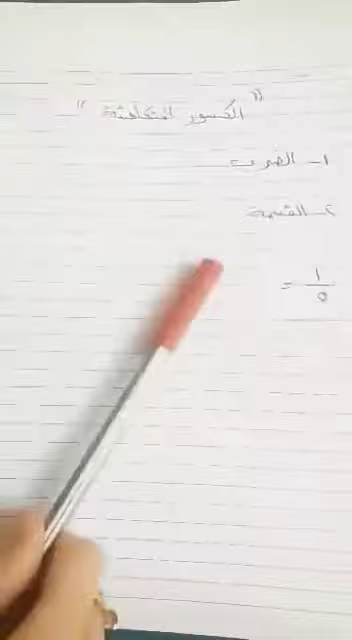 " الكسور المتكافئة "
١ - الضرب
٢ - القسمة
١/٥ =